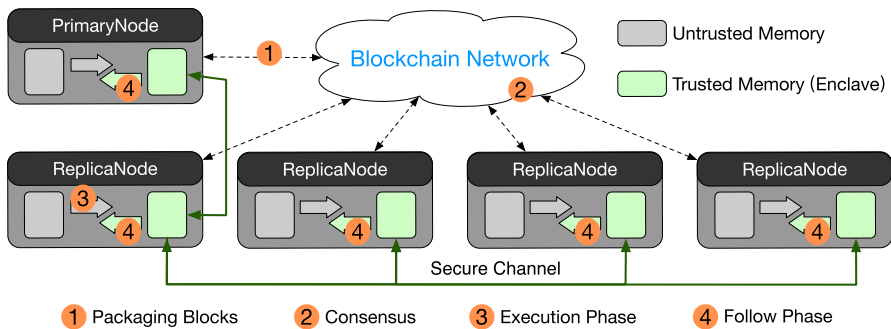 PrimaryNode
1
Blockchain Network
2
Untrusted Memory
Trusted Memory (Enclave)
4
ReplicaNode
3
4
ReplicaNode
4
ReplicaNode
4
ReplicaNode
4
Secure Channel
1 Packaging Blocks
2 Consensus
3 Execution Phase
4 Follow Phase